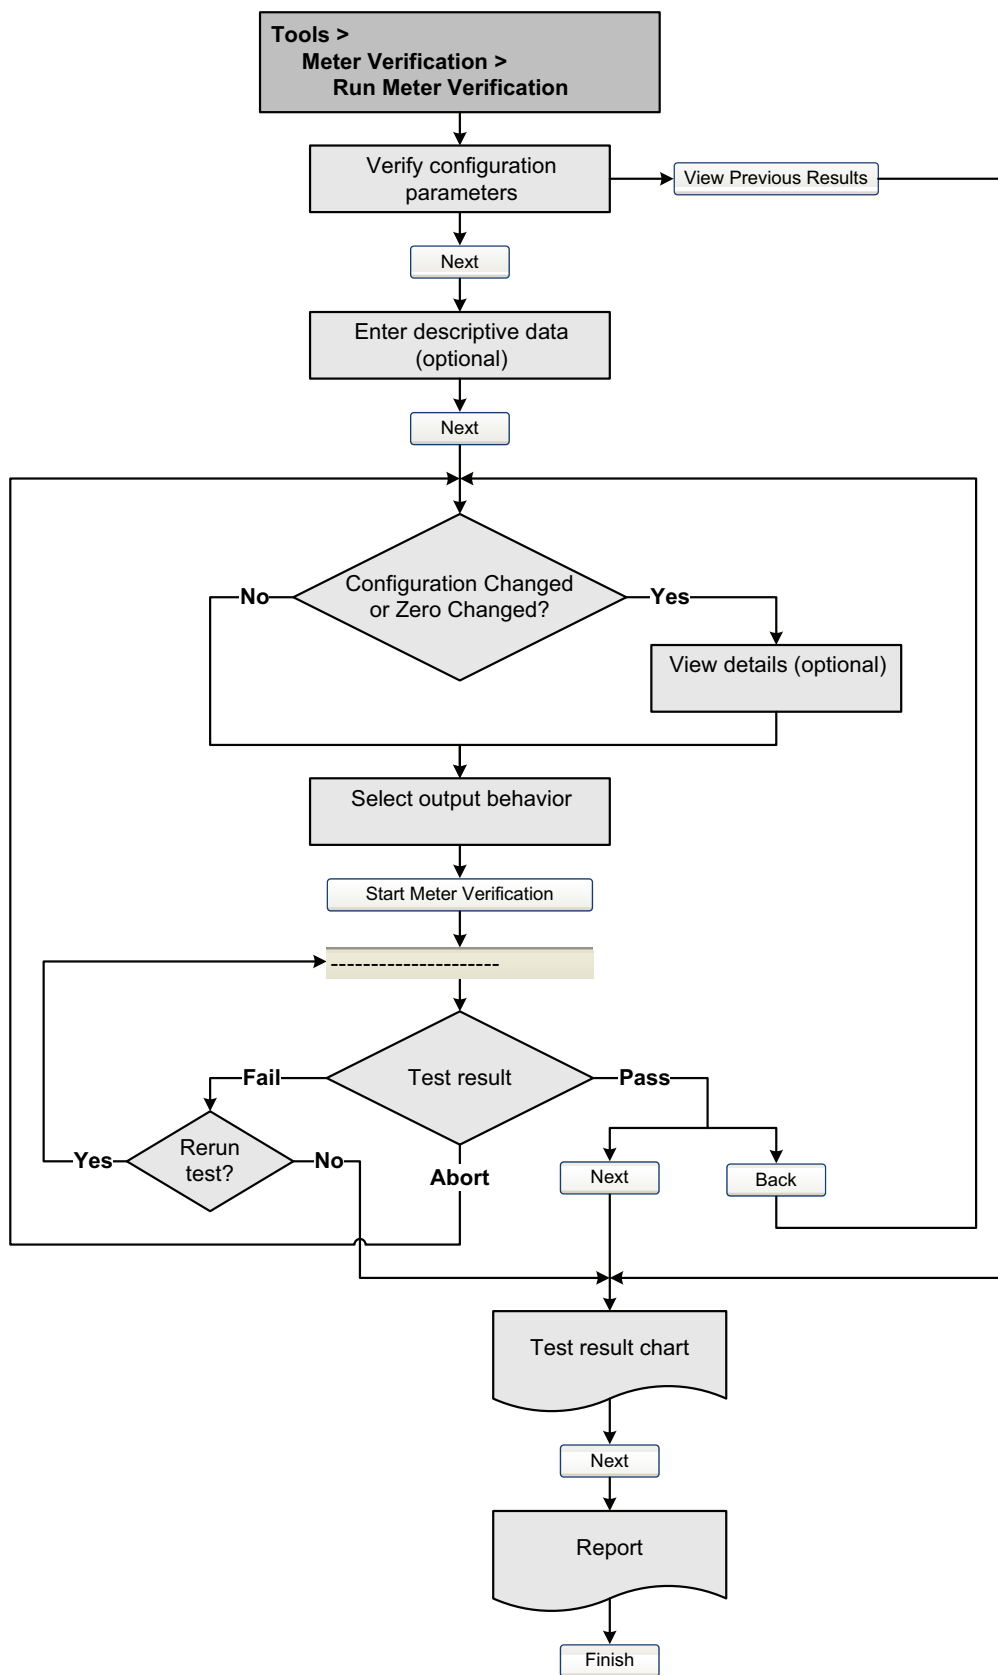 Tools >
Meter Verification >
Run Meter Verification
Verify configuration
parameters
View Previous Results
Next
Enter descriptive data
(optional)
Next
Configuration Changed
or Zero Changed?
No
Yes
View details (optional)
Select output behavior
Start Meter Verification
---------------------
Test result
Fail
Pass
Rerun
test?
Yes
No
Abort
Next
Back
Test result chart
Next
Report
Finish